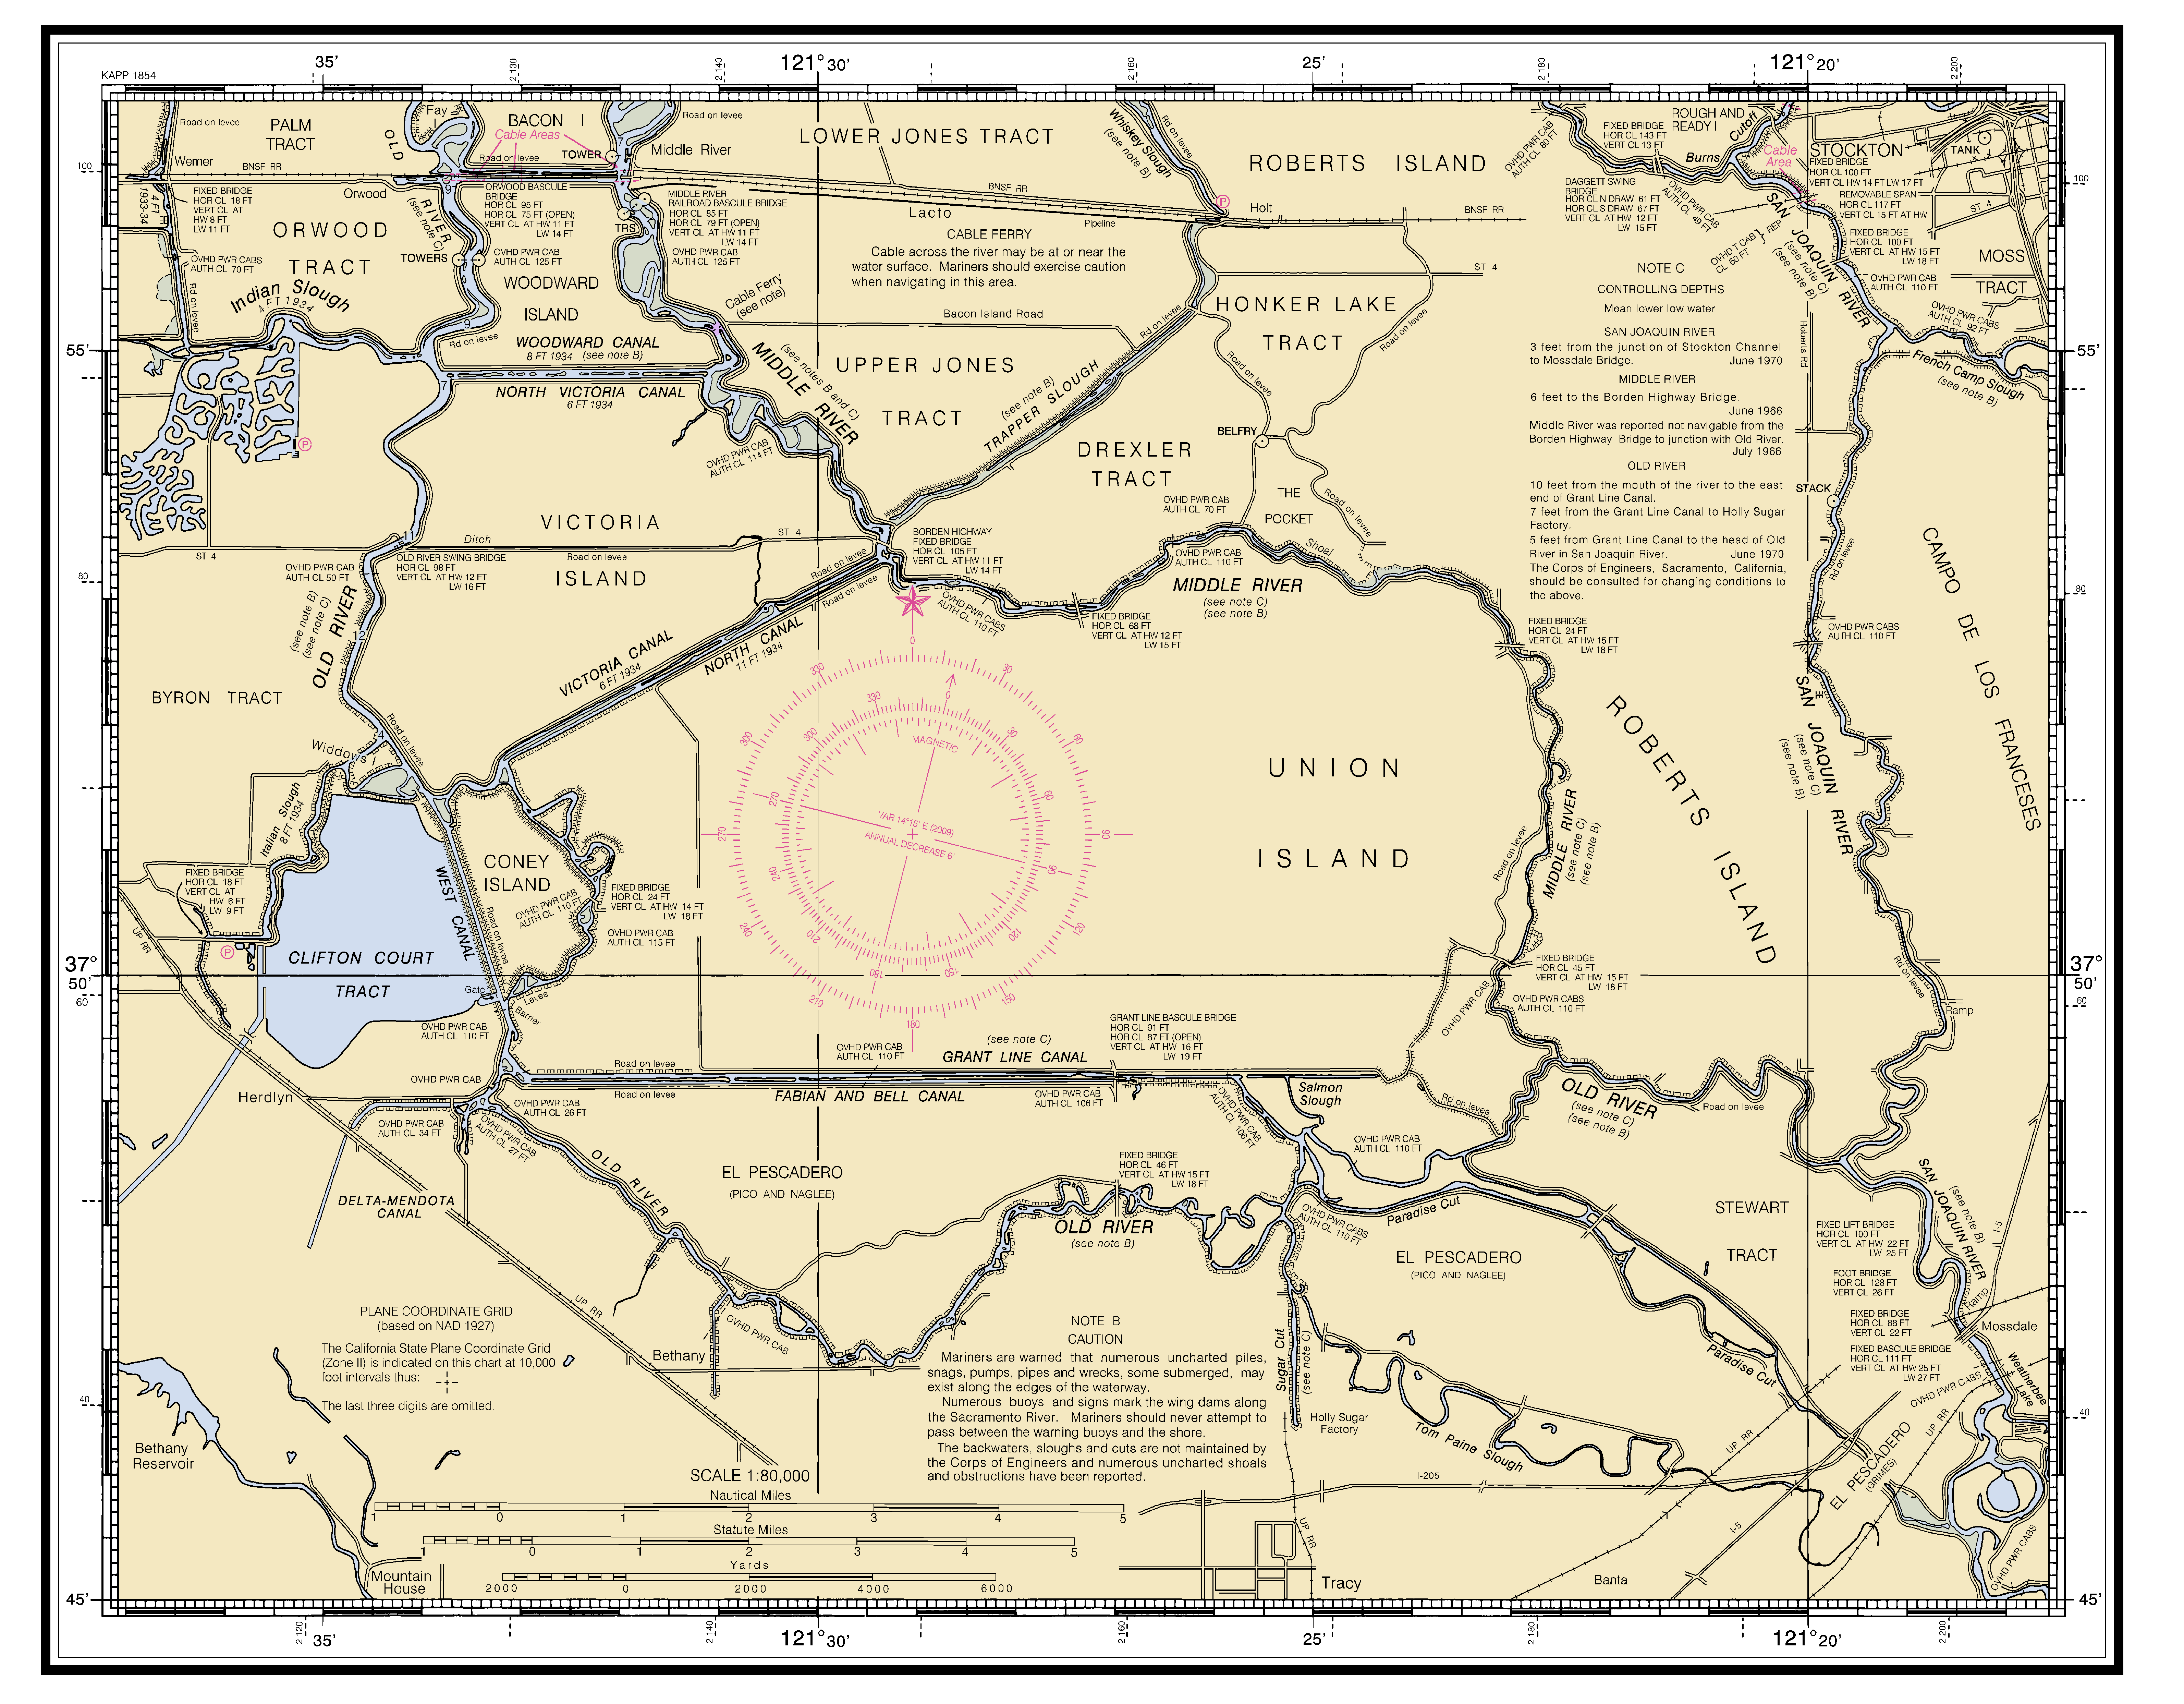 KAPP 1854
35'
2 130
2 140
121°30'
2 160
25'
2 180
121°20'
2 200
Road on levee
PALM
TRACT
Werner
BNSF RR
OLD
Fay
I
BACON I
Cable Areas
Road on levee
TOWER
7
Middle River
Road on levee
LOWER JONES TRACT
Whiskey Slough
(see note B)
Rd on levee
OVHD PWR CAB
AUTH CL 80 FT
ROBERTS ISLAND
FIXED BRIDGE
HOR CL 143 FT
VERT CL 13 FT
ROUGH AND
READY I
Burns
Cutoff
Cable
Area
STOCKTON
TANK
FIXED BRIDGE
HOR CL 100 FT
VERT CL HW 14 FT LW 17 FT
REMOVABLE SPAN
HOR CL 117 FT
VERT CL 15 FT AT HW
ST 4
100
4 FT
1933-34
FIXED BRIDGE
HOR CL 18 FT
VERT CL AT
HW 8 FT
LW 11 FT
Orwood
9
RIVER
(see note C)
ORWOOD BASCULE
BRIDGE
HOR CL 95 FT
HOR CL 75 FT (OPEN)
VERT CL AT HW 11 FT
LW 14 FT
MIDDLE RIVER
RAILROAD BASCULE BRIDGE
HOR CL 85 FT
HOR CL 79 FT (OPEN)
VERT CL AT HW 11 FT
LW 14 FT
TRS
BNSF RR
Lacto
Pipeline
P
Holt
BNSF RR
DAGGETT SWING
BRIDGE
HOR CL N DRAW 61 FT
HOR CL S DRAW 67 FT
VERT CL AT HW 12 FT
LW 15 FT
OVHD PWR CAB
AUTH CL 49 FT
OVHD T CAB
CL 60 FT
REP
100
ORWOOD
TRACT
OVHD PWR CABS
AUTH CL 70 FT
TOWERS
OVHD PWR CAB
AUTH CL 125 FT
OVHD PWR CAB
AUTH CL 125 FT
CABLE FERRY
Cable across the river may be at or near the
water surface. Mariners should exercise caution
when navigating in this area.
SAN JOAQUIN RIVER
(see note C)
(see note B)
FIXED BRIDGE
HOR CL 100 FT
VERT CL AT HW 15 FT
LW 18 FT
MOSS
TRACT
OVHD PWR CAB
AUTH CL 110 FT
OVHD PWR CABS
AUTH CL 92 FT
ST 4
Indian Slough
4 FT 1934
Rd on levee
WOODWARD
ISLAND
Cable Ferry
(see note)
HONKER LAKE
TRACT
Bacon Island Road
Rd on levee
Road on levee
Road on levee
NOTE C
CONTROLLING DEPTHS
Mean lower low water
SAN JOAQUIN RIVER
3 feet from the junction of Stockton Channel
to Mossdale Bridge. June 1970
MIDDLE RIVER
6 feet to the Borden Highway Bridge.
June 1966
Middle River was reported not navigable from the
Borden Highway Bridge to junction with Old River.
July 1966
OLD RIVER
10 feet from the mouth of the river to the east
end of Grant Line Canal.
7 feet from the Grant Line Canal to Holly Sugar
Factory.
5 feet from Grant Line Canal to the head of Old
River in San Joaquin River. June 1970
The Corps of Engineers, Sacramento, California,
should be consulted for changing conditions to
the above.
Roberts Rd
French Camp Slough
(see note B)
9
Rd on levee
WOODWARD CANAL
8 FT 1934 (see note B)
55'
55'
7
NORTH VICTORIA CANAL
6 FT 1934
MIDDLE RIVER
(see notes B and C)
UPPER JONES
TRACT
(see note B)
TRAPPER SLOUGH
P
OVHD PWR CAB
AUTH CL 114 FT
DREXLER
TRACT
BELFRY
OVHD PWR CAB
AUTH CL 70 FT
THE
POCKET
Road on levee
STACK
Rd on levee
CAMPO DE LOS FRANCESES
VICTORIA
ISLAND
ST 4
11
Ditch
Road on levee
ST 4
OLD RIVER SWING BRIDGE
HOR CL 98 FT
VERT CL AT HW 12 FT
LW 16 FT
OVHD PWR CAB
AUTH CL 50 FT
BORDEN HIGHWAY
FIXED BRIDGE
HOR CL 105 FT
VERT CL AT HW 11 FT
LW 14 FT
Road on levee
Road on levee
OVHD PWR CAB
AUTH CL 110 FT
Shoal
80
80
MIDDLE RIVER
(see note C)
(see note B)
OVHD PWR CABS
AUTH CL 110 FT
FIXED BRIDGE
HOR CL 68 FT
VERT CL AT HW 12 FT
LW 15 FT
FIXED BRIDGE
HOR CL 24 FT
VERT CL AT HW 15 FT
LW 18 FT
OVHD PWR CABS
AUTH CL 110 FT
(see note B)
(see note C)
OLD RIVER
12
VICTORIA CANAL
6 FT 1934
NORTH CANAL
11 FT 1934
BYRON TRACT
Road on levee
4
Widdows I
SAN JOAQUIN RIVER
(see note C)
(see note B)
ROBERTS ISLAND
0
30
60
90
120
150
180
210
240
270
300
330
0
30
60
90
120
150
180
210
240
270
300
330
MAGNETIC
VAR 14°15' E (2009)
ANNUAL DECREASE 6'
UNION
ISLAND
Italian Slough
8 FT 1934
CONEY
ISLAND
WEST CANAL
Road on levee
OVHD PWR CAB
AUTH CL 110 FT
FIXED BRIDGE
HOR CL 24 FT
VERT CL AT HW 14 FT
LW 18 FT
OVHD PWR CAB
AUTH CL 115 FT
FIXED BRIDGE
HOR CL 18 FT
VERT CL AT
HW 6 FT
LW 9 FT
UP RR
P
CLIFTON COURT
TRACT
Road on levee
MIDDLE RIVER
(see note C)
(see note B)
Rd on levee
37°
50'
60
37°
50'
60
FIXED BRIDGE
HOR CL 45 FT
VERT CL AT HW 15 FT
LW 18 FT
OVHD PWR CABS
AUTH CL 110 FT
OVHD PWR CAB
Ramp
Gate
Levee
Barrier
OVHD PWR CAB
AUTH CL 110 FT
OVHD PWR CAB
Road on levee
Road on levee
OVHD PWR CAB
AUTH CL 110 FT
(see note C)
GRANT LINE CANAL
FABIAN AND BELL CANAL
GRANT LINE BASCULE BRIDGE
HOR CL 91 FT
HOR CL 87 FT (OPEN)
VERT CL AT HW 16 FT
LW 19 FT
OVHD PWR CAB
AUTH CL 106 FT
OVHD PWR CAB
AUTH CL 106 FT
Salmon
Slough
Rd on levee
OLD RIVER
(see note C)
(see note B)
Road on levee
Herdlyn
OVHD PWR CAB
AUTH CL 26 FT
OVHD PWR CAB
AUTH CL 34 FT
OVHD PWR CAB
AUTH CL 27 FT
OVHD PWR CAB
AUTH CL 110 FT
OLD RIVER
EL PESCADERO
(PICO AND NAGLEE)
FIXED BRIDGE
HOR CL 46 FT
VERT CL AT HW 15 FT
LW 18 FT
OLD RIVER
(see note B)
DELTA-MENDOTA
CANAL
OVHD PWR CABS
AUTH CL 110 FT
Paradise Cut
STEWART
TRACT
EL PESCADERO
(PICO AND NAGLEE)
SAN JOAQUIN RIVER
(see note B)
I-5
FIXED LIFT BRIDGE
HOR CL 100 FT
VERT CL AT HW 22 FT
LW 25 FT
FOOT BRIDGE
HOR CL 128 FT
VERT CL 26 FT
FIXED BRIDGE
HOR CL 88 FT
VERT CL 22 FT
FIXED BASCULE BRIDGE
HOR CL 111 FT
VERT CL AT HW 25 FT
LW 27 FT
Ramp
Mossdale
Weatherbee
Lake
OVHD PWR CABS
UP RR
PLANE COORDINATE GRID
(based on NAD 1927)
The California State Plane Coordinate Grid
(Zone II) is indicated on this chart at 10,000
foot intervals thus:
The last three digits are omitted.
UP RR
Bethany
OVHD PWR CAB
NOTE B
CAUTION
Mariners are warned that numerous uncharted piles,
snags, pumps, pipes and wrecks, some submerged, may
exist along the edges of the waterway.
Numerous buoys and signs mark the wing dams along
the Sacramento River. Mariners should never attempt to
pass between the warning buoys and the shore.
The backwaters, sloughs and cuts are not maintained by
the Corps of Engineers and numerous uncharted shoals
and obstructions have been reported.
Sugar Cut
(see note C)
Holly Sugar
Factory
Tom Paine Slough
Paradise Cut
UP RR
EL PESCADERO
(GRIMES)
40
40
Bethany
Reservoir
SCALE 1:80,000
Nautical Miles
1 0 1 2 3 4 5
Statute Miles
1 0 1 2 3 4 5
Yards
2000 0 2000 4000 6000
I-205
I-5
UP RR
OVHD PWR CABS
Mountain
House
Tracy
Banta
45'
45'
2 120
35'
2 140
121°30'
2 160
25'
2 180
121°20'
2 200